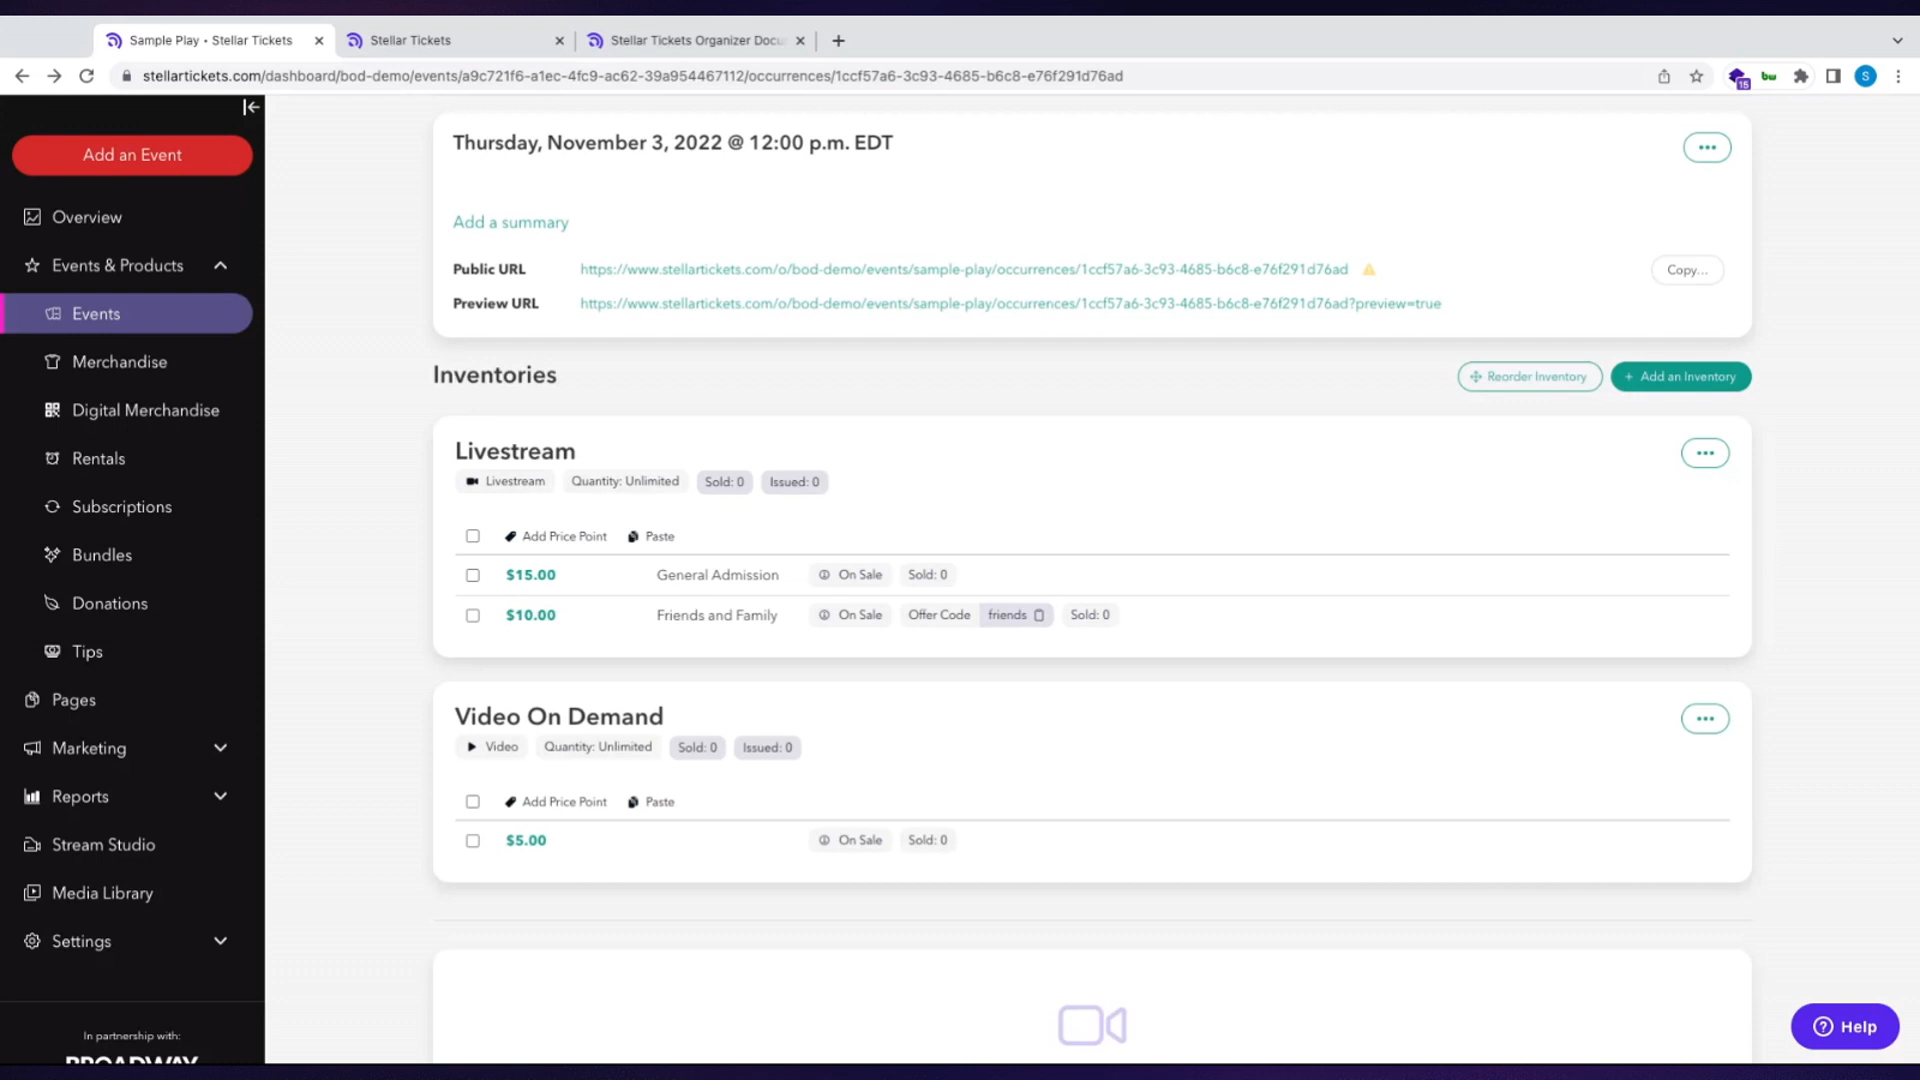 Sample Play • Stellar Tickets
Stellar Tickets
Stellar Tickets Organizer Docu
stellartickets.com/dashboard/bod-demo/events/a9c721f6-a1ec-4fc9-ac62-39a954467112/occurrences/1ccf57a6-3c93-4685-b6c8-e76f291d76ad
15
bw
S
Add an Event
Overview
Events & Products
Events
Merchandise
Digital Merchandise
Rentals
Subscriptions
Bundles
Donations
Tips
Pages
Marketing
Reports
Stream Studio
Media Library
Settings
In partnership with:
BROADWAY
Thursday, November 3, 2022 @ 12:00 p.m. EDT
Add a summary
Public URL https://www.stellartickets.com/o/bod-demo/events/sample-play/occurrences/1ccf57a6-3c93-4685-b6c8-e76f291d76ad Copy...
Preview URL https://www.stellartickets.com/o/bod-demo/events/sample-play/occurrences/1ccf57a6-3c93-4685-b6c8-e76f291d76ad?preview=true
Inventories Reorder Inventory + Add an Inventory
Livestream
Livestream Quantity: Unlimited Sold: 0 Issued: 0
Add Price Point Paste
$15.00 General Admission On Sale Sold: 0
$10.00 Friends and Family On Sale Offer Code friends Sold: 0
Video On Demand
Video Quantity: Unlimited Sold: 0 Issued: 0
Add Price Point Paste
$5.00 On Sale Sold: 0
Help